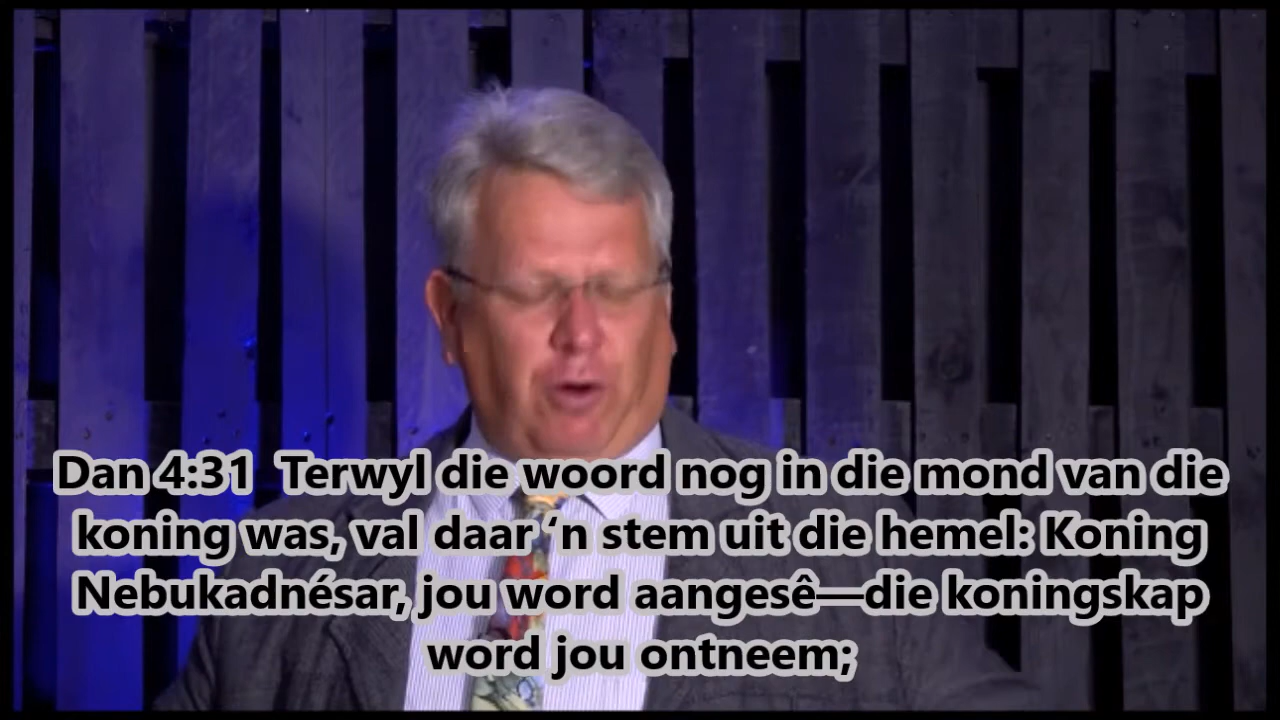 Dan 4:31  Terwyl die woord nog in die mond van die
koning was, val daar ‘n stem uit die hemel: Koning
Nebukadnésar, jou word aangesê—die koningskap
word jou ontneem;